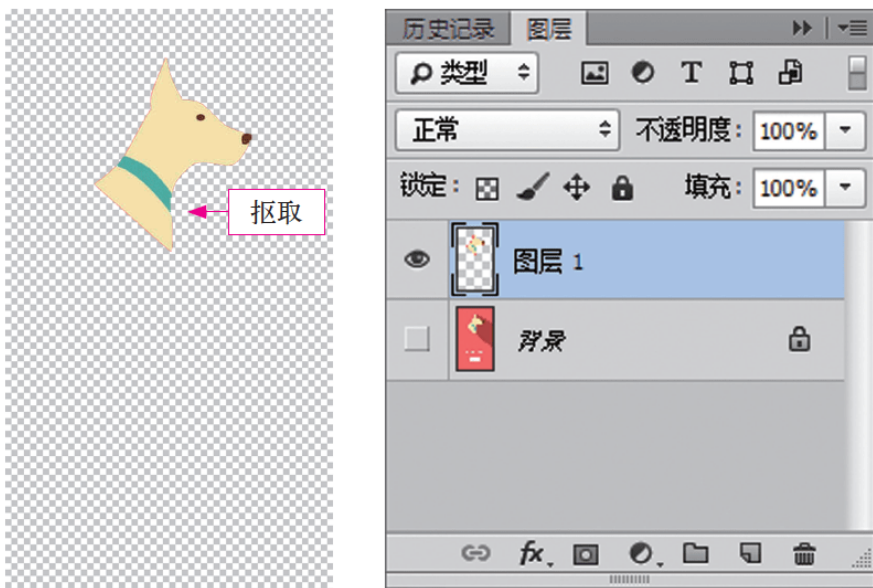 抠取
历史记录 图层
类型 T
正常 不透明度: 100%
锁定: 填充: 100%
图层 1
背景
fx